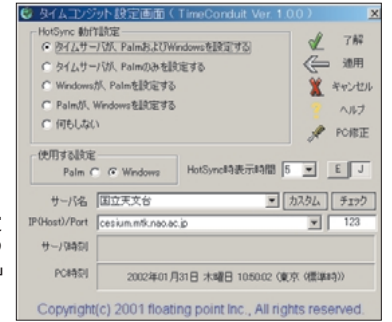 タイムコンジット設定画面 ( TimeConduit Ver. 1.0.0 )
HotSync 動作設定
タイムサーバが、PalmおよびWindowsを設定する
タイムサーバが、Palmのみを設定する
Windowsが、Palmを設定する
Palmが、Windowsを設定する
何もしない
了解
適用
キャンセル
ヘルプ
PC修正
使用する設定
Palm Windows
HotSync時表示時間 5 E J
サーバ名 国立天文台 カスタム チェック
IP(Host)/Port cesium.mtk.nao.ac.jp 123
サーバ時刻
PC時刻 2002年01月31日 木曜日 10:50:02 (東京 (標準時))
Copyright(c) 2001 floating point Inc., All rights reserved.